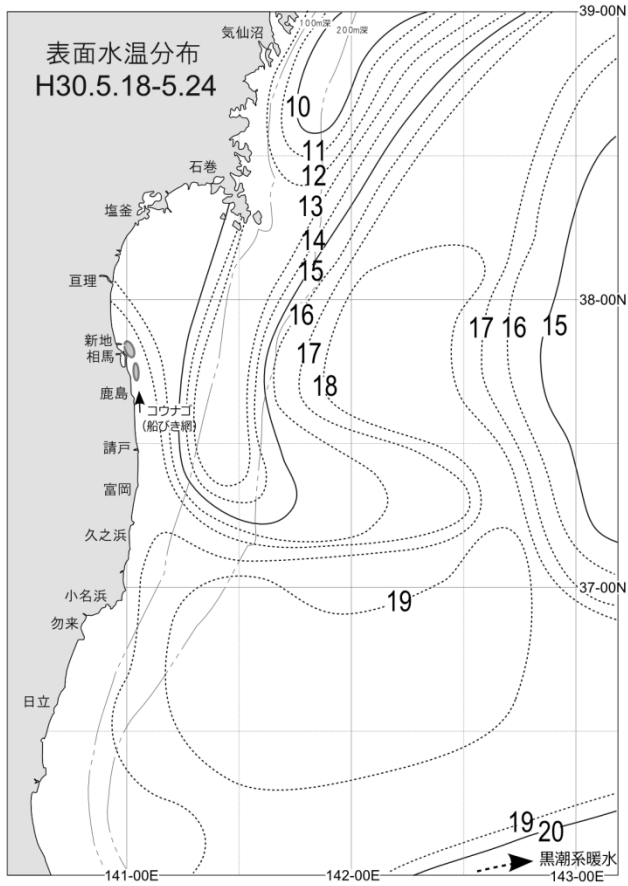 39-00N
表面水温分布
H30.5.18-5.24
気仙沼
100m深
200m深
10
11
12
13
14
15
16
17
18
石巻
塩釜
亘理
38-00N
17
16
15
新地
相馬
鹿島
コウナゴ
(船びき網)
請戸
富岡
久之浜
37-00N
小名浜
19
勿来
日立
19
20
黒潮系暖水
141-00E
142-00E
143-00E